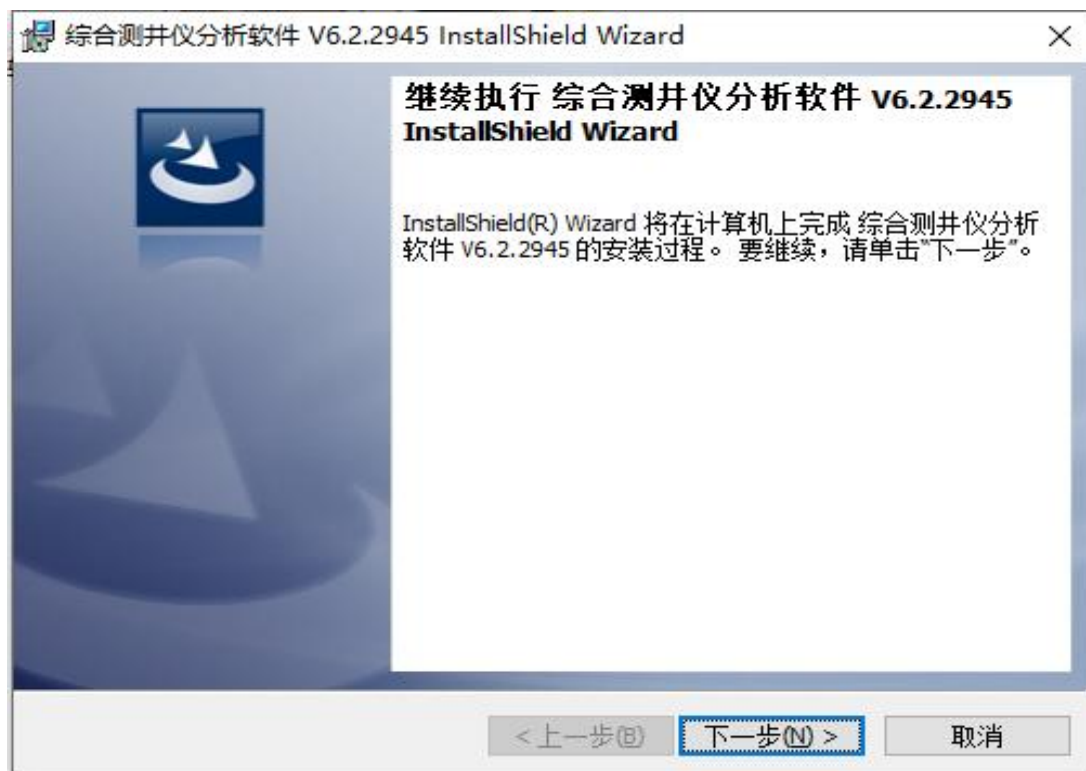 综合测井仪分析软件 V6.2.2945 InstallShield Wizard
继续执行 综合测井仪分析软件 V6.2.2945
InstallShield Wizard
InstallShield(R) Wizard 将在计算机上完成 综合测井仪分析
软件 V6.2.2945 的安装过程。 要继续，请单击“下一步”。
<上一步(B)
下一步(N) >
取消